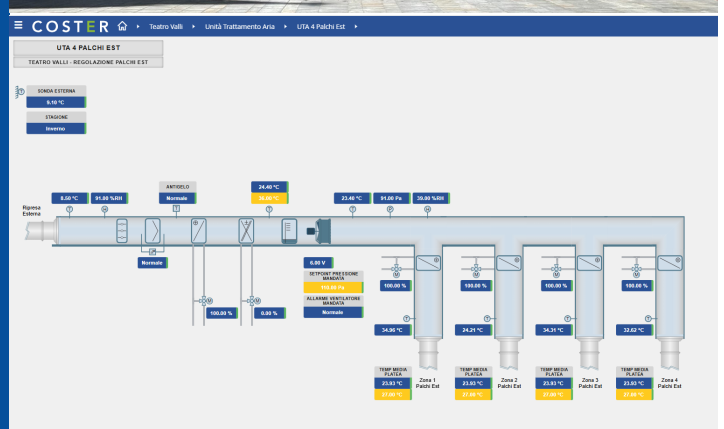 COSTER Teatro Valli Unità Trattamento Aria UTA 4 Palchi Est
UTA 4 PALCHI EST
TEATRO VALLI - REGOLAZIONE PALCHI EST
T SONDA ESTERNA
9.10 °C
STAGIONE
Inverno
ANTIGELO
Normale
24.40 °C
8.50 °C 91.80 %RH
23.40 °C 91.00 Pa 39.00 %RH
Ripresa
Esterna
T H T T T P H
Normale
6.00 V
SETPOINT PRESSIONE
MANDATA
110.00 Pa
ALLARME VENTILATORE
MANDATA
Normale
M 100.00 % M 0.00 %
M M M M
100.00 % 100.00 % 100.00 % 100.00 %
T T T T
34.96 °C 24.21 °C 34.31 °C 32.62 °C
TEMP MEDIA
PLATEA
23.93 °C
27.00 °C
Zona 1
Palchi Est
TEMP MEDIA
PLATEA
23.93 °C
27.00 °C
Zona 2
Palchi Est
TEMP MEDIA
PLATEA
23.93 °C
27.00 °C
Zona 3
Palchi Est
TEMP MEDIA
PLATEA
23.93 °C
27.00 °C
Zona 4
Palchi Est